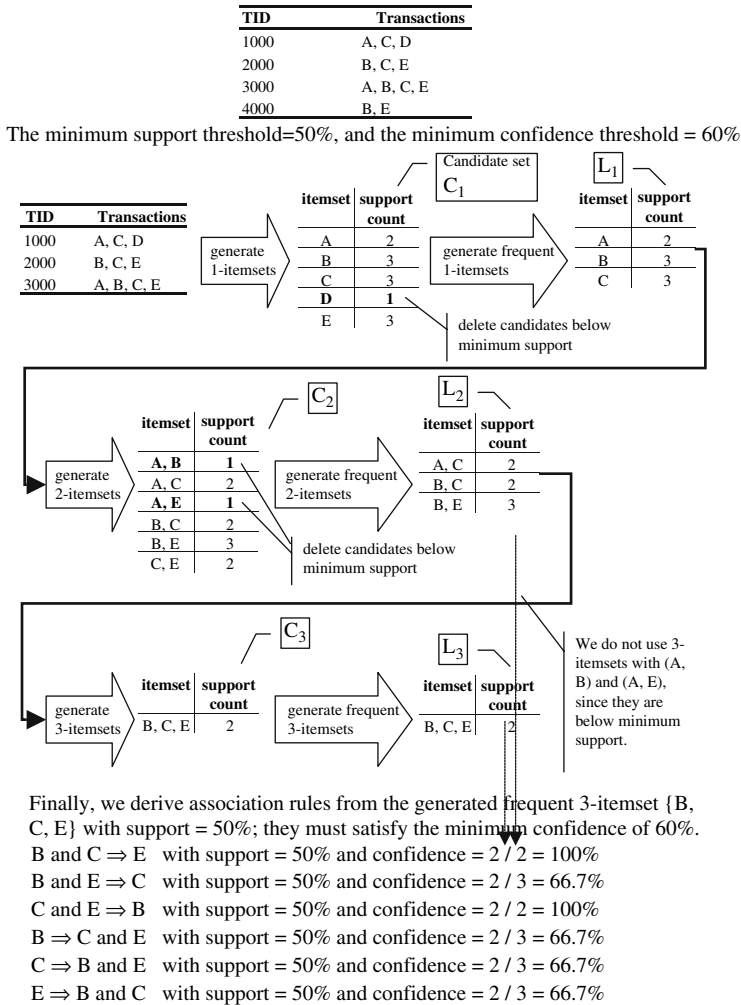 TID Transactions
1000 A, C, D
2000 B, C, E
3000 A, B, C, E
4000 B, E
The minimum support threshold=50%, and the minimum confidence threshold = 60%
TID Transactions
1000 A, C, D
2000 B, C, E
3000 A, B, C, E
generate
1-itemsets
Candidate set
C1
itemset support
count
A 2
B 3
C 3
D 1
E 3
generate frequent
1-itemsets
L1
itemset support
count
A 2
B 3
C 3
delete candidates below
minimum support
generate
2-itemsets
C2
itemset support
count
A, B 1
A, C 2
A, E 1
B, C 2
B, E 3
C, E 2
generate frequent
2-itemsets
L2
itemset support
count
A, C 2
B, C 2
B, E 3
delete candidates below
minimum support
generate
3-itemsets
C3
itemset support
count
B, C, E 2
generate frequent
3-itemsets
L3
itemset support
count
B, C, E 2
We do not use 3-
itemsets with (A,
B) and (A, E),
since they are
below minimum
support.
Finally, we derive association rules from the generated frequent 3-itemset {B,
C, E} with support = 50%; they must satisfy the minimum confidence of 60%.
B and C ⇒ E with support = 50% and confidence = 2 / 2 = 100%
B and E ⇒ C with support = 50% and confidence = 2 / 3 = 66.7%
C and E ⇒ B with support = 50% and confidence = 2 / 2 = 100%
B ⇒ C and E with support = 50% and confidence = 2 / 3 = 66.7%
C ⇒ B and E with support = 50% and confidence = 2 / 3 = 66.7%
E ⇒ B and C with support = 50% and confidence = 2 / 3 = 66.7%